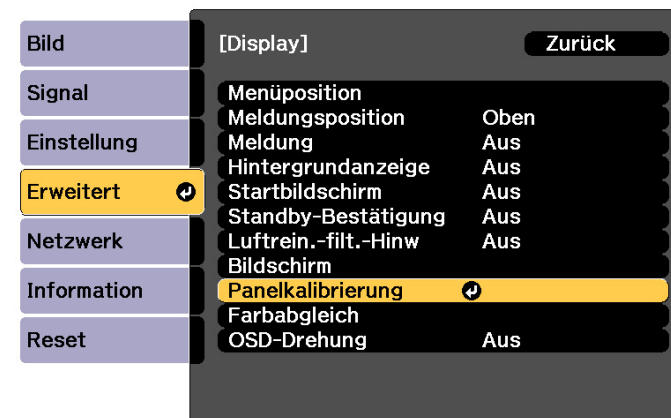 Bild
Signal
Einstellung
Erweitert
Netzwerk
Information
Reset
[Display] Zurück
Menüposition
Meldungsposition Oben
Meldung Aus
Hintergrundanzeige Aus
Startbildschirm Aus
Standby-Bestätigung Aus
Luftrein.-filt.-Hinw Aus
Bildschirm
Panelkalibrierung
Farbabgleich
OSD-Drehung Aus